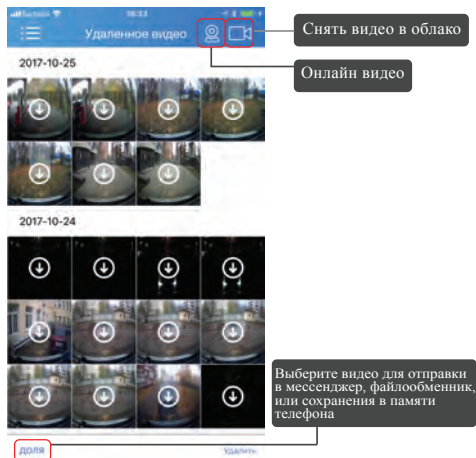 16:33
Удаленное видео
Снять видео в облако
Онлайн видео
2017-10-25
2017-10-24
Выберите видео для отправки
в мессенджер, файлообменник,
или сохранения в памяти
телефона
доля
Удалить